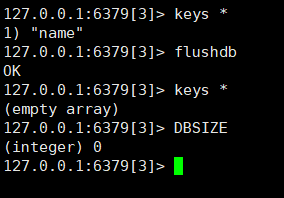 127.0.0.1:6379[3]> keys *
1) "name"
127.0.0.1:6379[3]> flushdb
OK
127.0.0.1:6379[3]> keys *
(empty array)
127.0.0.1:6379[3]> DBSIZE
(integer) 0
127.0.0.1:6379[3]>